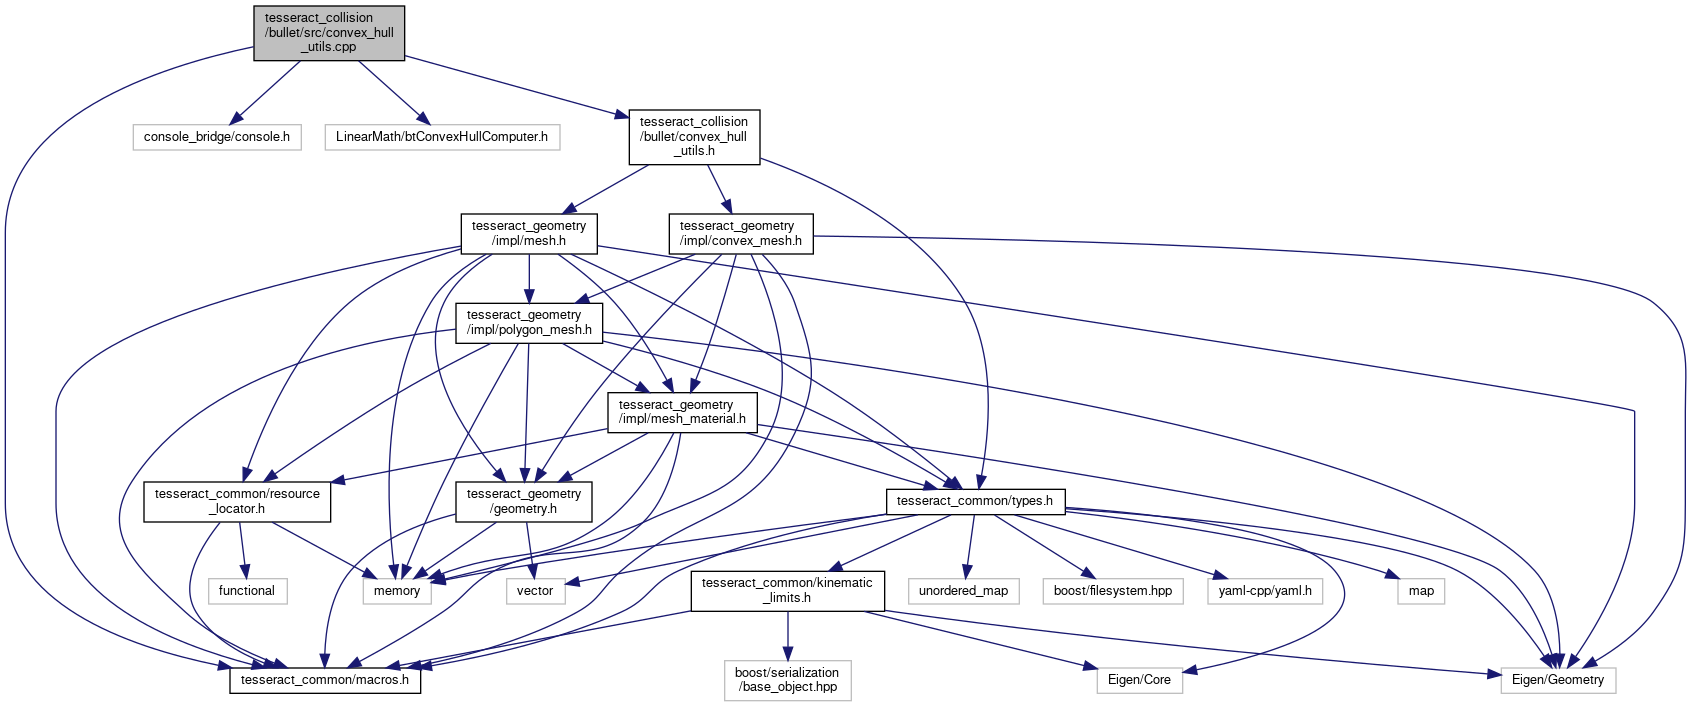 tesseract_collision
/bullet/src/convex_hull
_utils.cpp
console_bridge/console.h
LinearMath/btConvexHullComputer.h
tesseract_collision
/bullet/convex_hull
_utils.h
tesseract_geometry
/impl/mesh.h
tesseract_geometry
/impl/convex_mesh.h
tesseract_geometry
/impl/polygon_mesh.h
tesseract_geometry
/impl/mesh_material.h
tesseract_common/resource
_locator.h
tesseract_geometry
/geometry.h
tesseract_common/types.h
functional
memory
vector
tesseract_common/kinematic
_limits.h
unordered_map
boost/filesystem.hpp
yaml-cpp/yaml.h
map
tesseract_common/macros.h
boost/serialization
/base_object.hpp
Eigen/Core
Eigen/Geometry